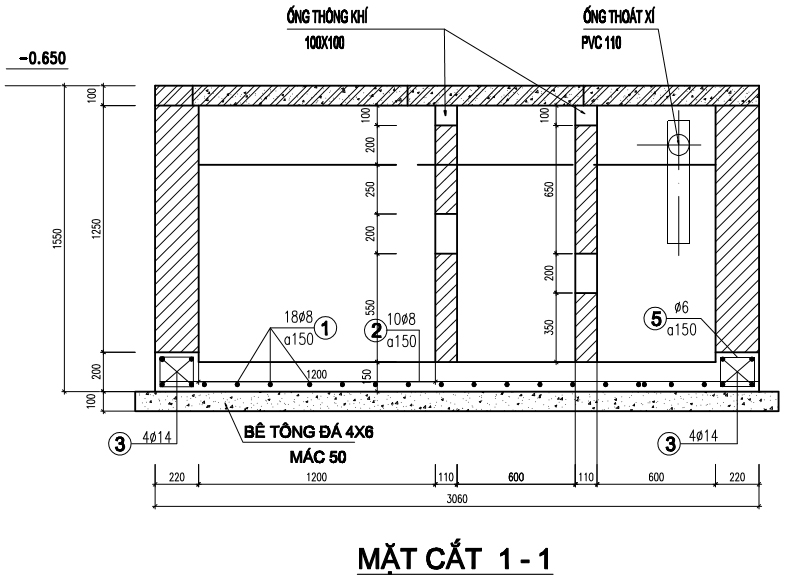 ỐNG THÔNG KHÍ
100X100
ỐNG THOÁT XÍ
PVC 110
-0.650
100
1250
1550
200
100
100
200
250
200
550
150
100
650
200
350
18ø8
a150
1
2
10ø8
a150
5
ø6
a150
1200
3
4ø14
3
4ø14
BÊ TÔNG ĐÁ 4X6
MÁC 50
220
1200
110
600
110
600
220
3060
MẶT CẮT 1 - 1